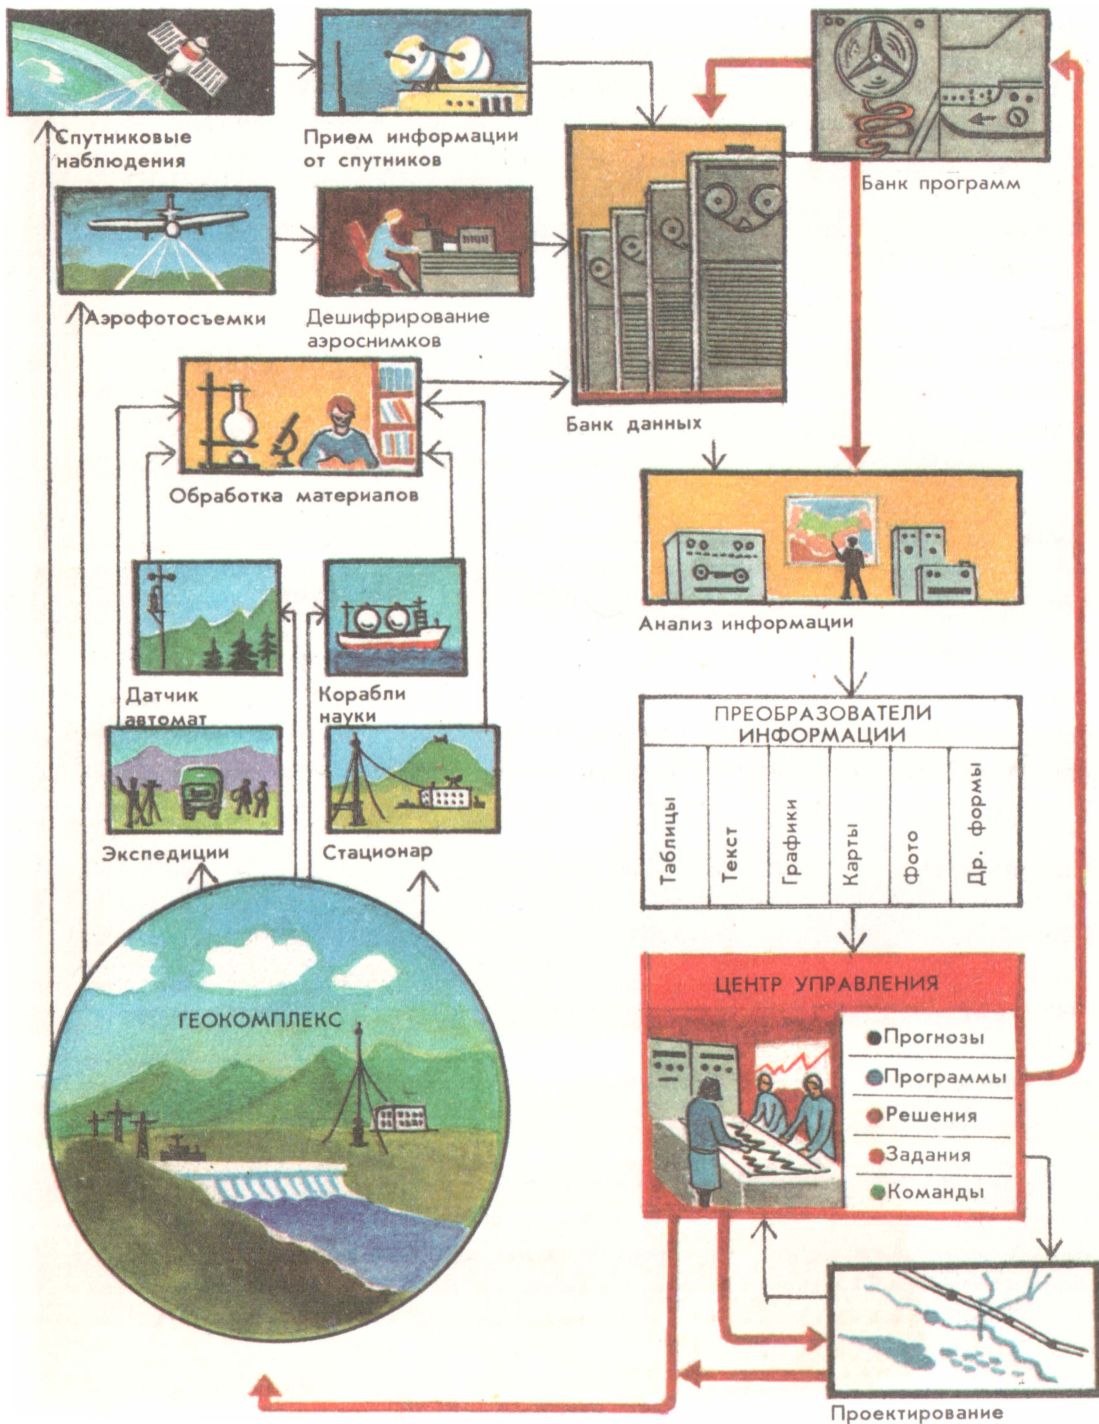 Спутниковые
наблюдения
Прием информации
от спутников
Банк программ
Аэрофотосъемки
Дешифрирование
аэроснимков
Банк данных
Обработка материалов
Анализ информации
Датчик
автомат
Корабли
науки
ПРЕОБРАЗОВАТЕЛИ
ИНФОРМАЦИИ
Таблицы
Текст
Графики
Карты
Фото
Др. формы
Экспедиции
Стационар
ГЕОКОМПЛЕКС
ЦЕНТР УПРАВЛЕНИЯ
Прогнозы
Программы
Решения
Задания
Команды
Проектирование